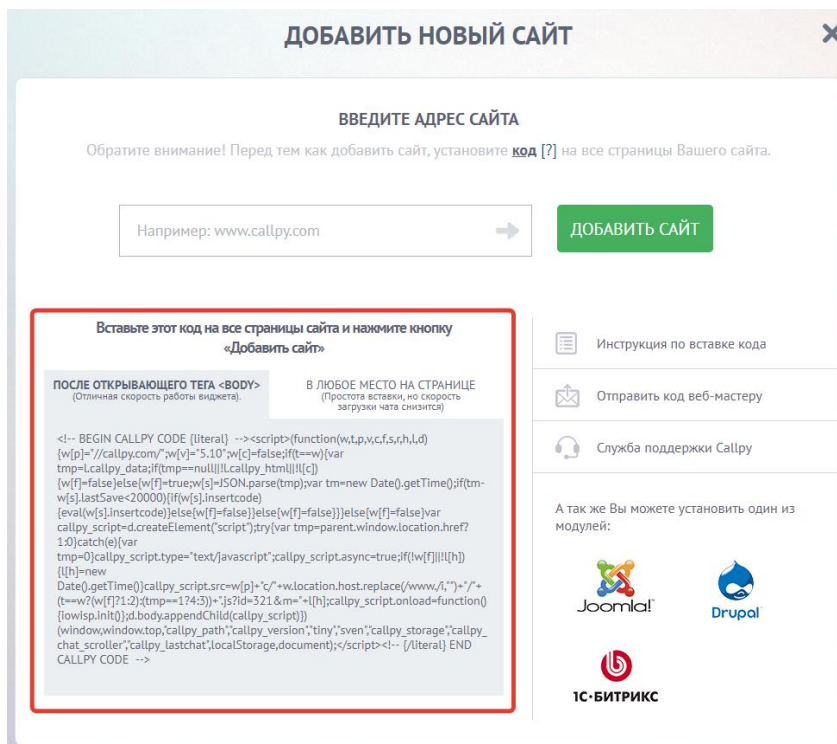 ДОБАВИТЬ НОВЫЙ САЙТ
ВВЕДИТЕ АДРЕС САЙТА
Обратите внимание! Перед тем как добавить сайт, установите код [?] на все страницы Вашего сайта.
Например: www.callpy.com
ДОБАВИТЬ САЙТ
Вставьте этот код на все страницы сайта и нажмите кнопку
«Добавить сайт»
ПОСЛЕ ОТКРЫВАЮЩЕГО ТЕГА <BODY>
(Отличная скорость работы виджета).
В ЛЮБОЕ МЕСТО НА СТРАНИЦЕ
(Простота вставки, но скорость
загрузки чата снизится)
<!-- BEGIN CALLPY CODE {literal} --><script>(function(w,t,p,v,c,f,s,r,h,l,d)
{w[p]="//callpy.com/";w[v]="5.10";w[c]=false;if(t==w){var
tmp=l.callpy_data;if(tmp==null||!l.callpy_html||!l[c])
{w[f]=false}else{w[f]=true;w[s]=JSON.parse(tmp);var tm=new Date().getTime();if(tm-
w[s].lastSave<20000){if(w[s].insertcode)
{eval(w[s].insertcode)}else{w[f]=false}}else{w[f]=false}}}else{w[f]=false}var
callpy_script=d.createElement("script");try{var tmp=parent.window.location.href?
1:0}catch(e){var
tmp=0}callpy_script.type="text/javascript";callpy_script.async=true;if(!w[f]||!l[h])
{l[h]=new
Date().getTime()}callpy_script.src=w[p]+"c/"+w.location.host.replace(/www./i,"")+"/"+
(t==w?(w[f]?1:2):(tmp==1?4:3))+".js?id=321&m="+l[h];callpy_script.onload=function()
{iowisp.init()};d.body.appendChild(callpy_script)})
(window,window.top,"callpy_path","callpy_version","tiny","sven","callpy_storage","callpy_
chat_scroller","callpy_lastchat",localStorage,document);</script><!-- {/literal} END
CALLPY CODE -->
Инструкция по вставке кода
Отправить код веб-мастеру
Служба поддержки Callpy
А так же Вы можете установить один из
модулей:
Joomla!
Drupal
1С·БИТРИКС